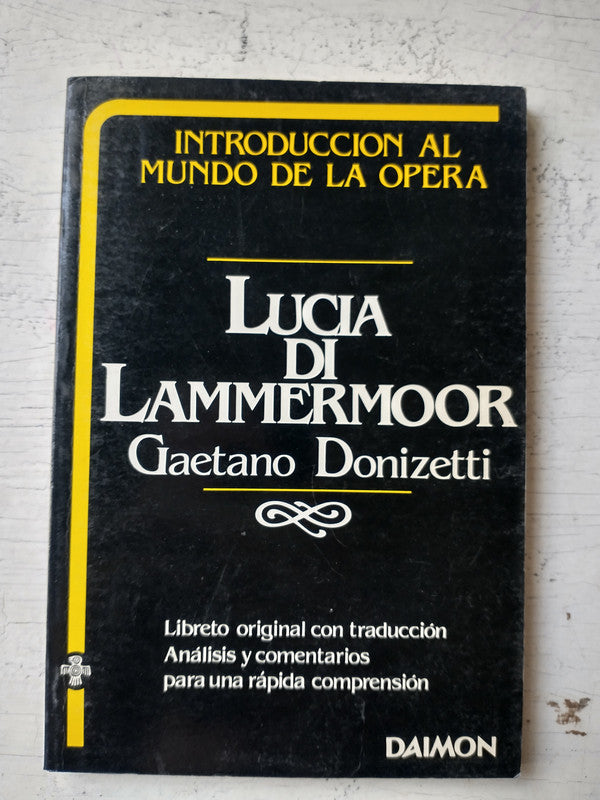 INTRODUCCION AL
MUNDO DE LA OPERA
LUCIA
DI
LAMMERMOOR
Gaetano Donizetti
Libreto original con traducción
Análisis y comentarios
para una rápida comprensión
DAIMON